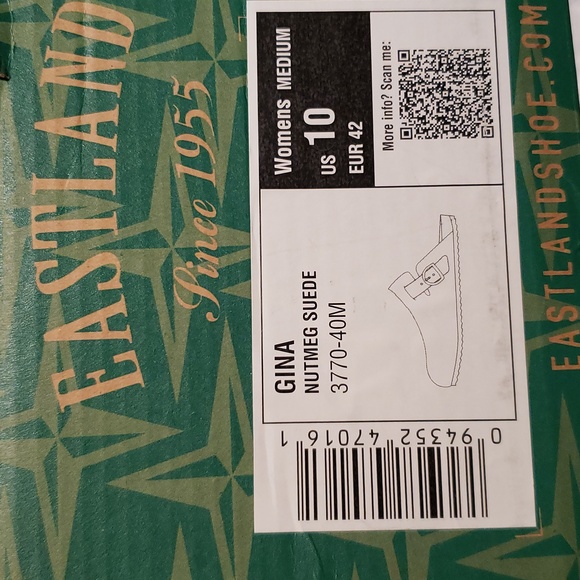 EASTLAND
Since 1955
Womens MEDIUM
US 10
EUR 42
More info? Scan me:
GINA
NUTMEG SUEDE
3770-40M
0 94352 47016 1
EASTLANDSHOE.COM